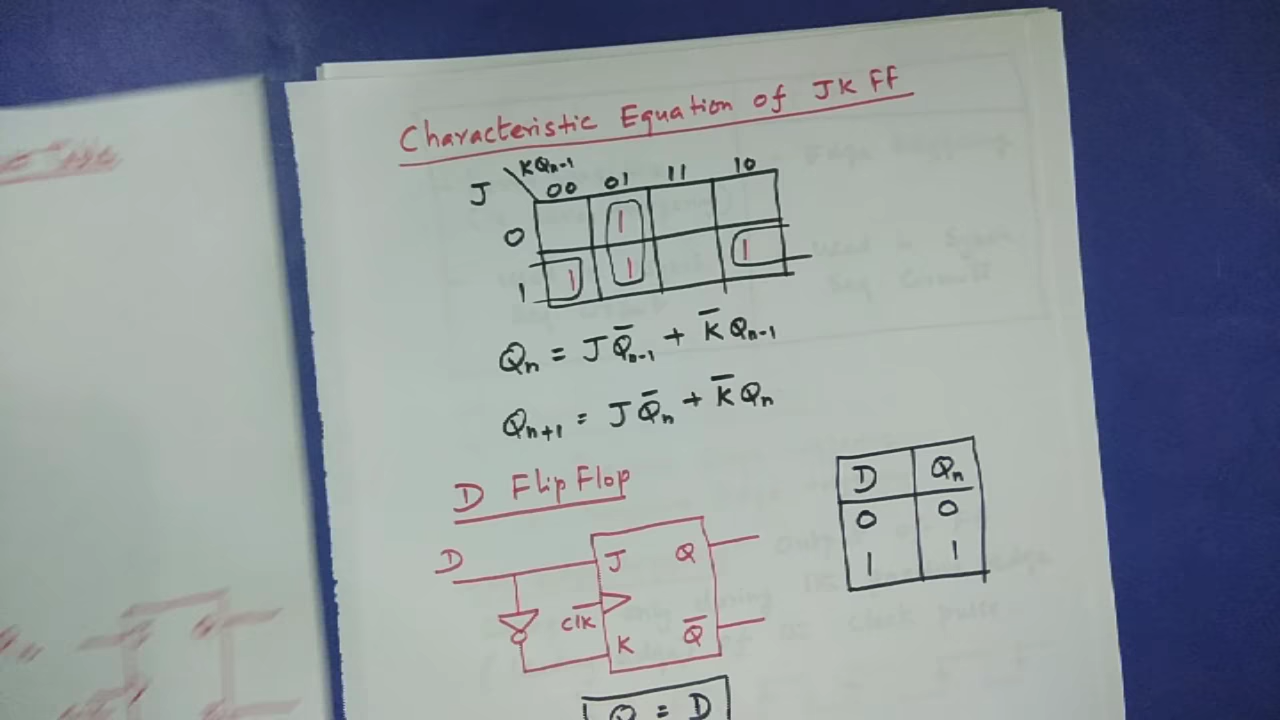 Characteristic Equation of JK FF
J KQn-1 00 01 11 10
0 1
1 1 1 1
Qn = JQ̅n-1 + K̅Qn-1
Qn+1 = JQ̅n + K̅Qn
D Flip Flop
D Qn
0 0
1 1
D J Q
clk
K Q̅
Q = D